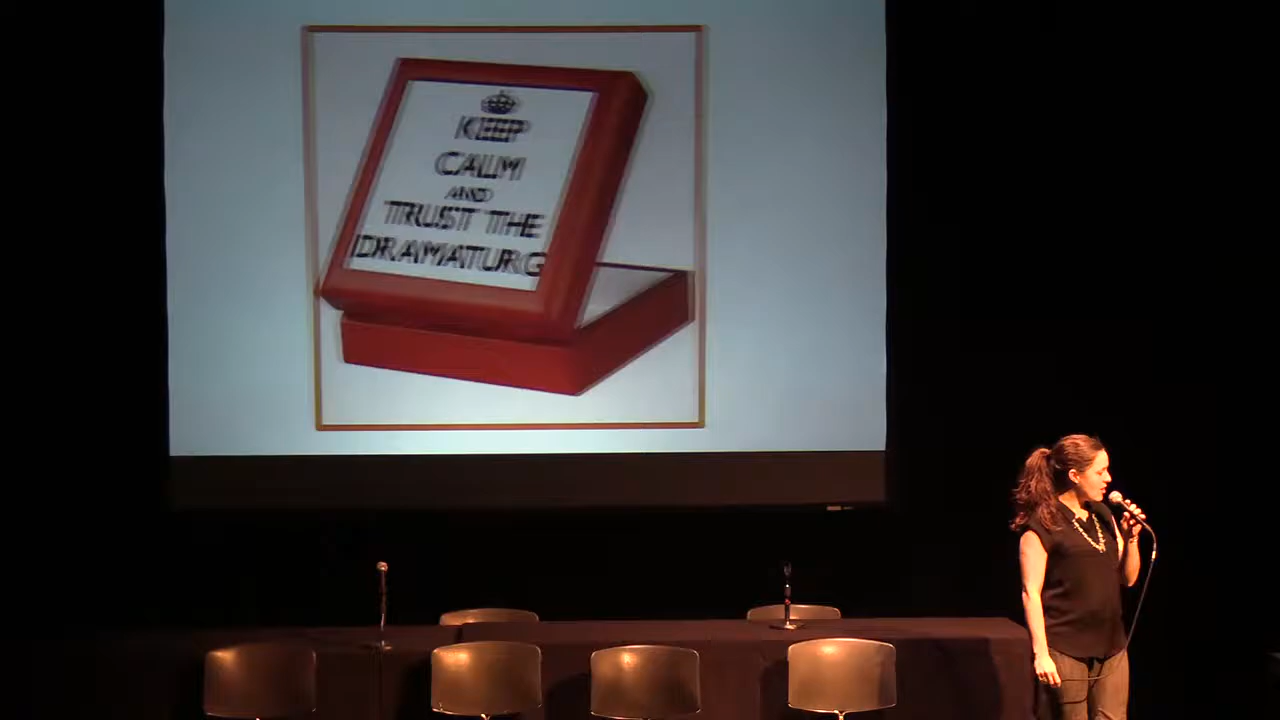 KEEP
CALM
AND
TRUST THE
DRAMATURG